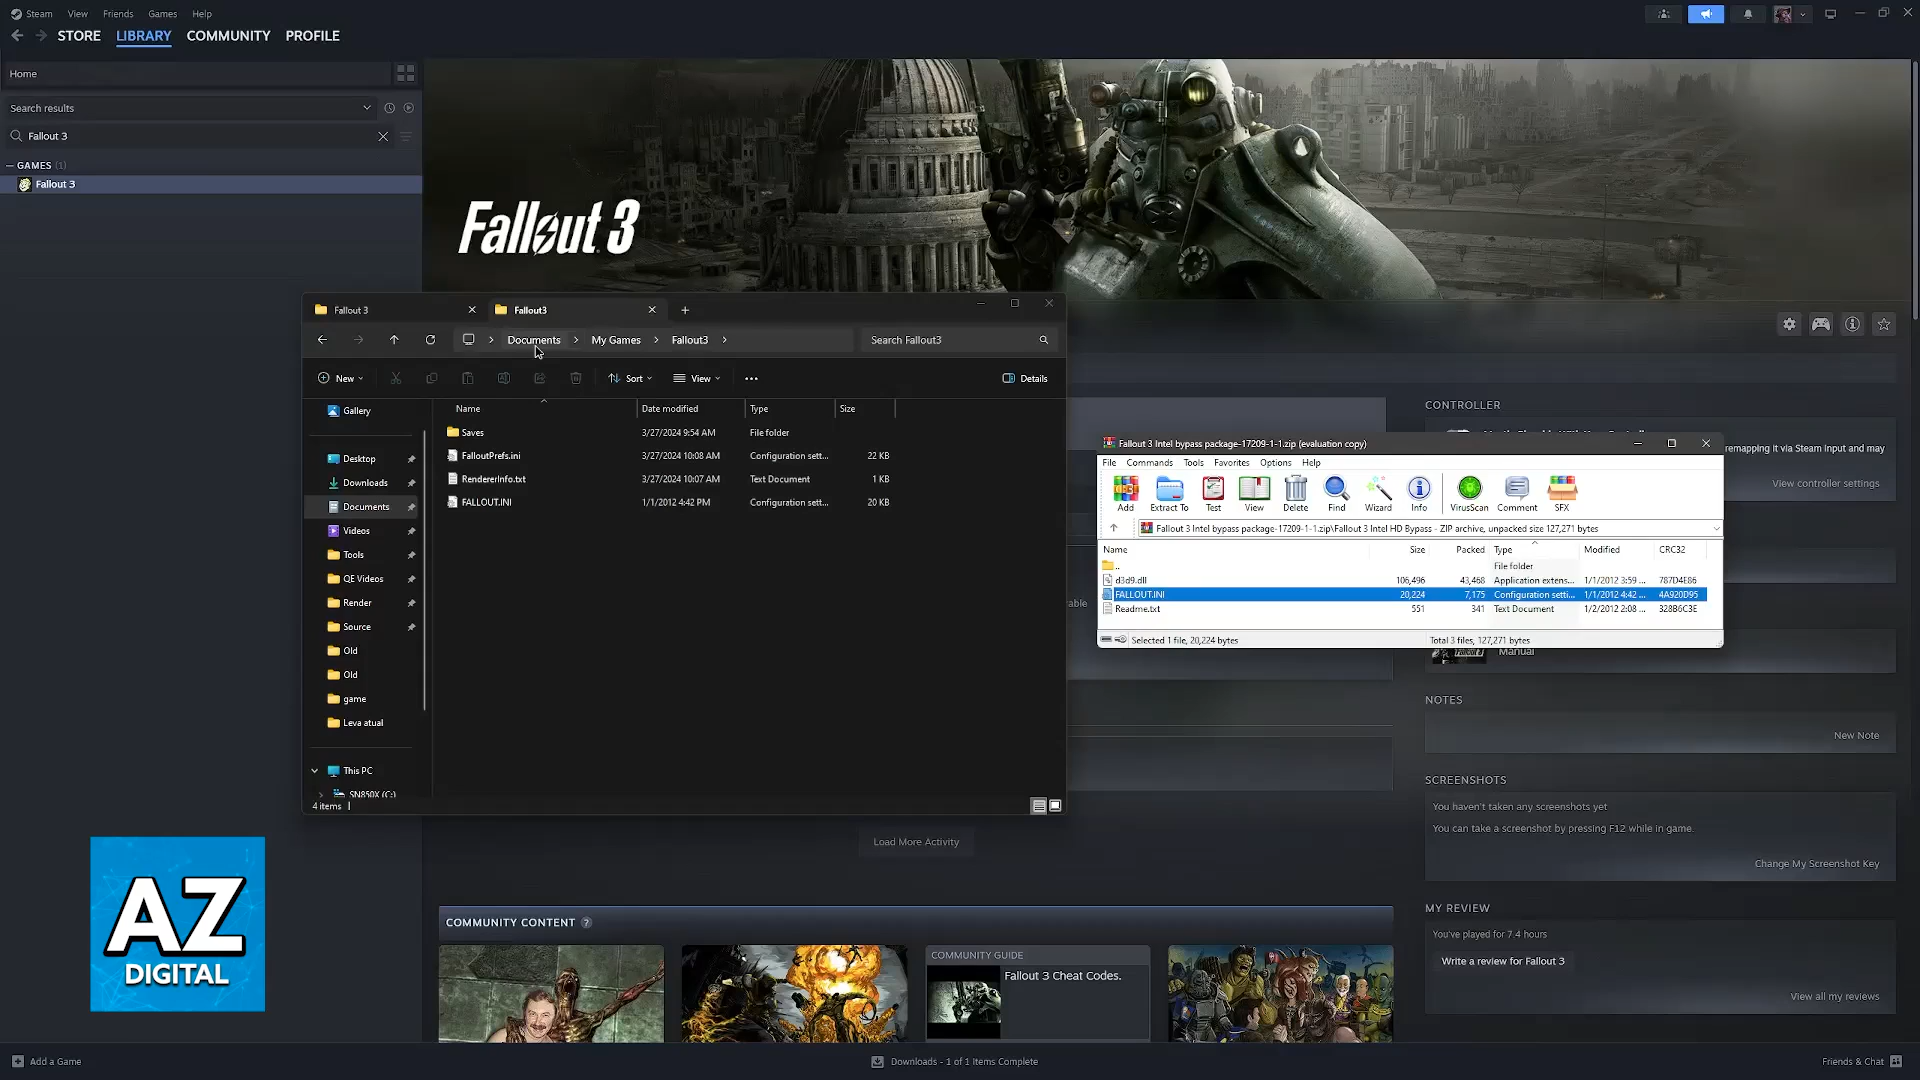 Steam
View
Friends
Games
Help
STORE
LIBRARY
COMMUNITY
PROFILE
Home
Search results
Fallout 3
GAMES (1)
Fallout 3
Fallout 3
Fallout 3
Fallout3
Documents
My Games
Fallout3
Search Fallout3
New
Sort
View
Details
Name
Date modified
Type
Size
Saves
3/27/2024 9:54 AM
File folder
FalloutPrefs.ini
3/27/2024 10:08 AM
Configuration sett...
22 KB
RendererInfo.txt
3/27/2024 10:07 AM
Text Document
1 KB
FALLOUT.INI
1/1/2012 4:42 PM
Configuration sett...
20 KB
Gallery
Desktop
Downloads
Documents
Videos
Tools
QE Videos
Render
Source
Old
Old
game
Leva atual
This PC
SN850X (C:)
4 items
Fallout 3 Intel bypass package-17209-1-1.zip (evaluation copy)
File
Commands
Tools
Favorites
Options
Help
Add
Extract To
Test
View
Delete
Find
Wizard
Info
VirusScan
Comment
SFX
Fallout 3 Intel bypass package-17209-1-1.zip\Fallout 3 Intel HD Bypass - ZIP archive, unpacked size 127,271 bytes
Name
Size
Packed
Type
Modified
CRC32
..
File folder
d3d9.dll
106,496
43,468
Application extens...
1/1/2012 3:59 ...
787D4E86
FALLOUT.INI
20,224
7,175
Configuration setti...
1/1/2012 4:42 ...
4A920D95
Readme.txt
551
341
Text Document
1/2/2012 2:08 ...
328B6C3E
Selected 1 file, 20,224 bytes
Total 3 files, 127,271 bytes
CONTROLLER
remapping it via Steam Input and may
View controller settings
able
Manual
NOTES
New Note
SCREENSHOTS
You haven't taken any screenshots yet
You can take a screenshot by pressing F12 while in game.
Change My Screenshot Key
MY REVIEW
You've played for 7.4 hours
Write a review for Fallout 3
View all my reviews
Load More Activity
COMMUNITY CONTENT ?
COMMUNITY GUIDE
Fallout 3 Cheat Codes.
AZ
DIGITAL
Add a Game
Downloads - 1 of 1 Items Complete
Friends & Chat